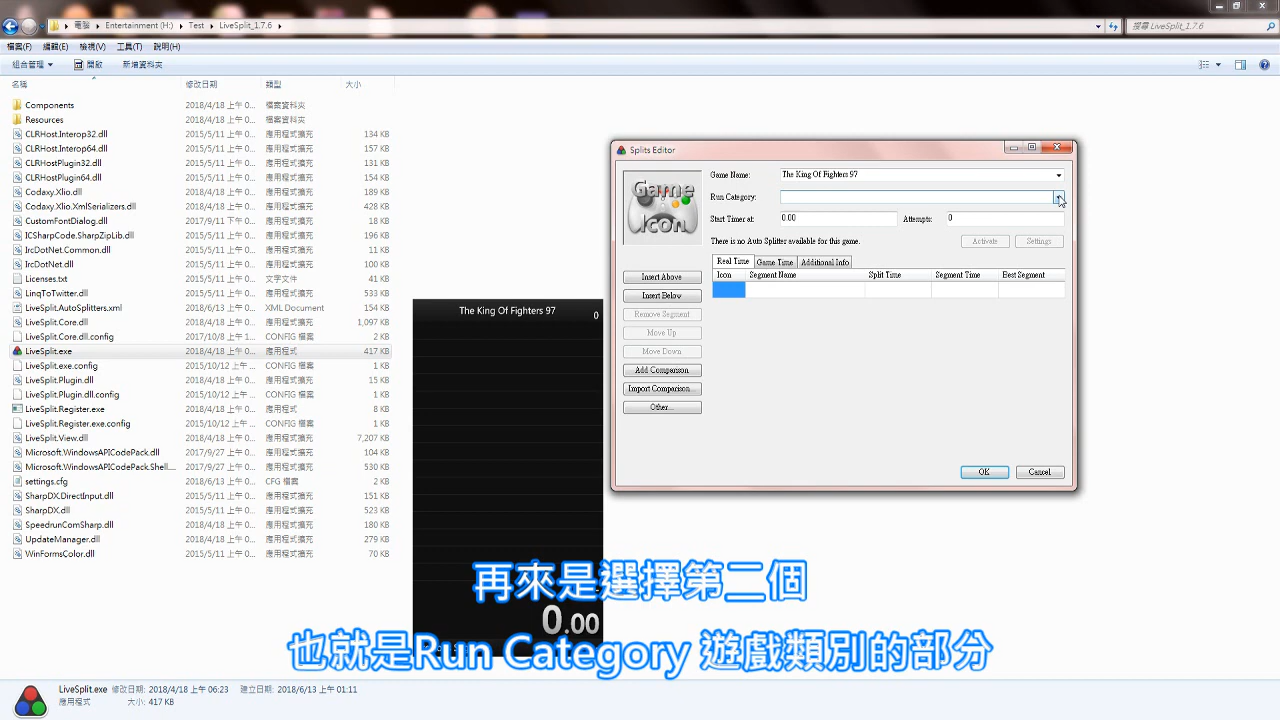 電腦 ▸ Entertainment (H:) ▸ Test ▸ LiveSplit_1.7.6 ▸
搜尋 LiveSplit_1.7.6
檔案(F) 編輯(E) 檢視(V) 工具(T) 說明(H)
組合管理 ▼ 開啟 新增資料夾
名稱 修改日期 類型 大小
Components 2018/4/18 上午 0... 檔案資料夾
Resources 2018/4/18 上午 0... 檔案資料夾
CLRHost.Interop32.dll 2015/5/11 上午 0... 應用程式擴充 134 KB
CLRHost.Interop64.dll 2015/5/11 上午 0... 應用程式擴充 157 KB
CLRHostPlugin32.dll 2015/5/11 上午 0... 應用程式擴充 131 KB
CLRHostPlugin64.dll 2015/5/11 上午 0... 應用程式擴充 154 KB
Codaxy.Xlio.dll 2018/4/18 上午 0... 應用程式擴充 189 KB
Codaxy.Xlio.XmlSerializers.dll 2018/4/18 上午 0... 應用程式擴充 206 KB
CustomFontDialog.dll 2017/9/11 下午 0... 應用程式擴充 18 KB
ICSharpCode.SharpZipLib.dll 2015/5/11 上午 0... 應用程式擴充 196 KB
IrcDotNet.Common.dll 2015/5/11 上午 0... 應用程式擴充 11 KB
IrcDotNet.dll 2015/5/11 上午 0... 應用程式擴充 264 KB
Licenses.txt 2015/5/11 上午 0... 文字文件 41 KB
LinqToTwitter.dll 2015/5/11 上午 0... 應用程式擴充 533 KB
LiveSplit.AutoSplitters.xml 2018/6/13 上午 0... XML Document 154 KB
LiveSplit.Core.dll 2018/4/18 上午 0... 應用程式擴充 1,097 KB
LiveSplit.Core.dll.config 2017/10/8 上午 1... CONFIG 檔案 1 KB
LiveSplit.exe 2018/4/18 上午 0... 應用程式 417 KB
LiveSplit.exe.config 2015/10/12 上午 ... CONFIG 檔案 1 KB
LiveSplit.Plugin.dll 2018/4/18 上午 0... 應用程式擴充 15 KB
LiveSplit.Plugin.dll.config 2015/10/12 上午 ... CONFIG 檔案 1 KB
LiveSplit.Register.exe 2018/4/18 上午 0... 應用程式 8 KB
LiveSplit.Register.exe.config 2015/10/12 上午 ... CONFIG 檔案 1 KB
LiveSplit.View.dll 2018/4/18 上午 0... 應用程式擴充 7,207 KB
Microsoft.WindowsAPICodePack.dll 2017/9/27 上午 0... 應用程式擴充 104 KB
Microsoft.WindowsAPICodePack.Shell.... 2017/9/27 上午 0... 應用程式擴充 530 KB
settings.cfg 2018/6/13 上午 0... CFG 檔案 2 KB
SharpDX.DirectInput.dll 2015/5/11 上午 0... 應用程式擴充 151 KB
SharpDX.dll 2015/5/11 上午 0... 應用程式擴充 523 KB
SpeedrunComSharp.dll 2018/4/18 上午 0... 應用程式擴充 180 KB
UpdateManager.dll 2018/4/18 上午 0... 應用程式擴充 279 KB
WinFormsColor.dll 2015/5/11 上午 0... 應用程式擴充 70 KB
The King Of Fighters 97 0
0.00
Splits Editor
Game Icon
Game Name: The King Of Fighters 97
Run Category:
Start Timer at: 0.00 Attempts: 0
There is no Auto Splitter available for this game. Activate Settings
Real Time Game Time Additional Info
Icon Segment Name Split Time Segment Time Best Segment
Insert Above
Insert Below
Remove Segment
Move Up
Move Down
Add Comparison
Import Comparison...
Other...
OK Cancel
再來是選擇第二個
也就是Run Category 遊戲類別的部分
LiveSplit.exe 修改日期: 2018/4/18 上午 06:23 建立日期: 2018/6/13 上午 01:11
應用程式 大小: 417 KB